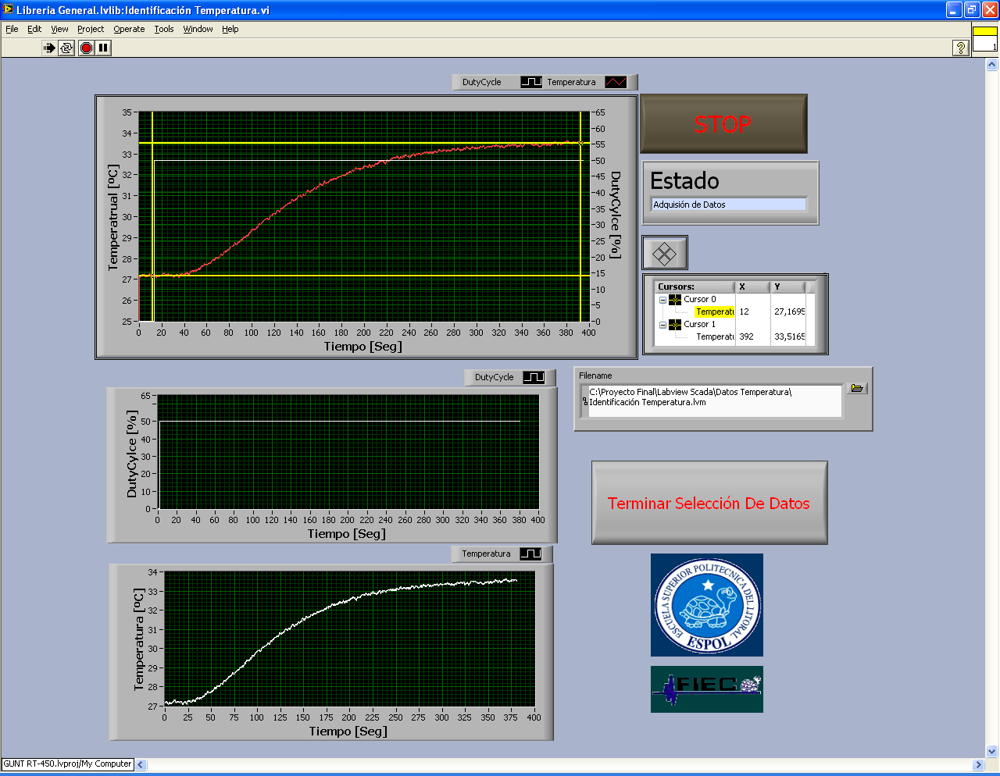 Libreria General.lvlib:Identificación Temperatura.vi
File Edit View Project Operate Tools Window Help
1
DutyCycle Temperatura
35
34
33
32
31
30
29
28
27
26
25
Temperatrual [ºC]
65
60
55
50
45
40
35
30
25
20
15
10
5
0
DutyCylce [%]
0 20 40 60 80 100 120 140 160 180 200 220 240 260 280 300 320 340 360 380 400
Tiempo [Seg]
STOP
Estado
Adquisión de Datos
Cursors: X Y
Cursor 0
Temperatu 12 27,1695
Cursor 1
Temperatu 392 33,5165
Filename
C:\Proyecto Final\Labview Scada\Datos Temperatura\
Identificación Temperatura.lvm
DutyCycle
65
50
40
30
20
10
0
DutyCylce [%]
0 20 40 60 80 100 120 140 160 180 200 220 240 260 280 300 320 340 360 380 400
Tiempo [Seg]
Terminar Selección De Datos
Temperatura
34
33
32
31
30
29
28
27
Temperatura [ºC]
0 25 50 75 100 125 150 175 200 225 250 275 300 325 350 375 400
Tiempo [Seg]
ESCUELA SUPERIOR POLITECNICA DEL LITORAL
ESPOL
FIEC
GUNT RT-450.lvproj/My Computer